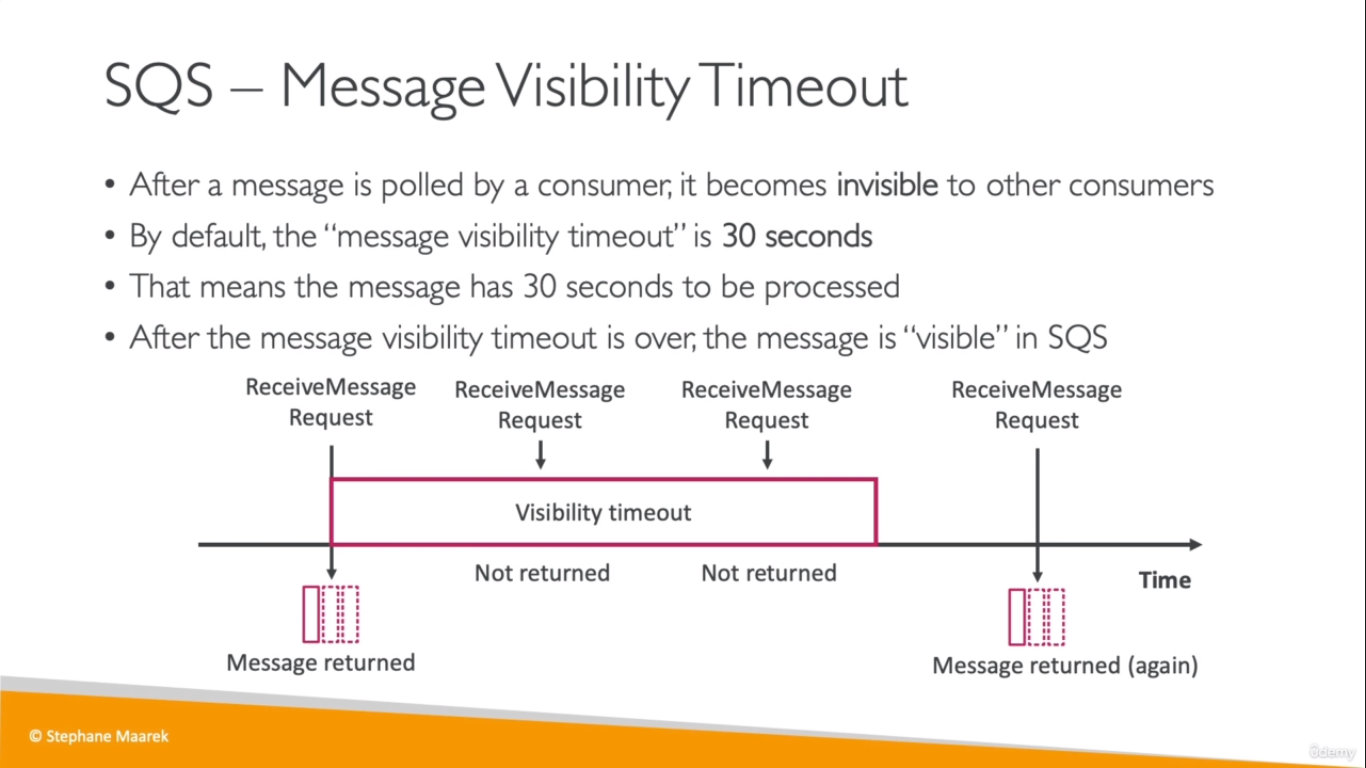 SQS – Message Visibility Timeout
• After a message is polled by a consumer, it becomes invisible to other consumers
• By default, the “message visibility timeout” is 30 seconds
• That means the message has 30 seconds to be processed
• After the message visibility timeout is over, the message is “visible” in SQS
ReceiveMessage
Request
ReceiveMessage
Request
ReceiveMessage
Request
ReceiveMessage
Request
Visibility timeout
Not returned
Not returned
Time
Message returned
Message returned (again)
© Stephane Maarek
ûdemy